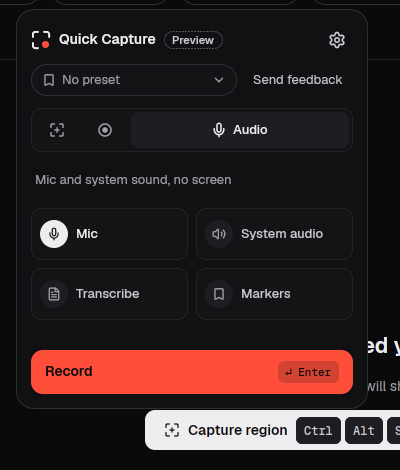 Quick Capture Preview
No preset Send feedback
Audio
Mic and system sound, no screen
Mic System audio
Transcribe Markers
Record ↵ Enter
Capture region Ctrl Alt